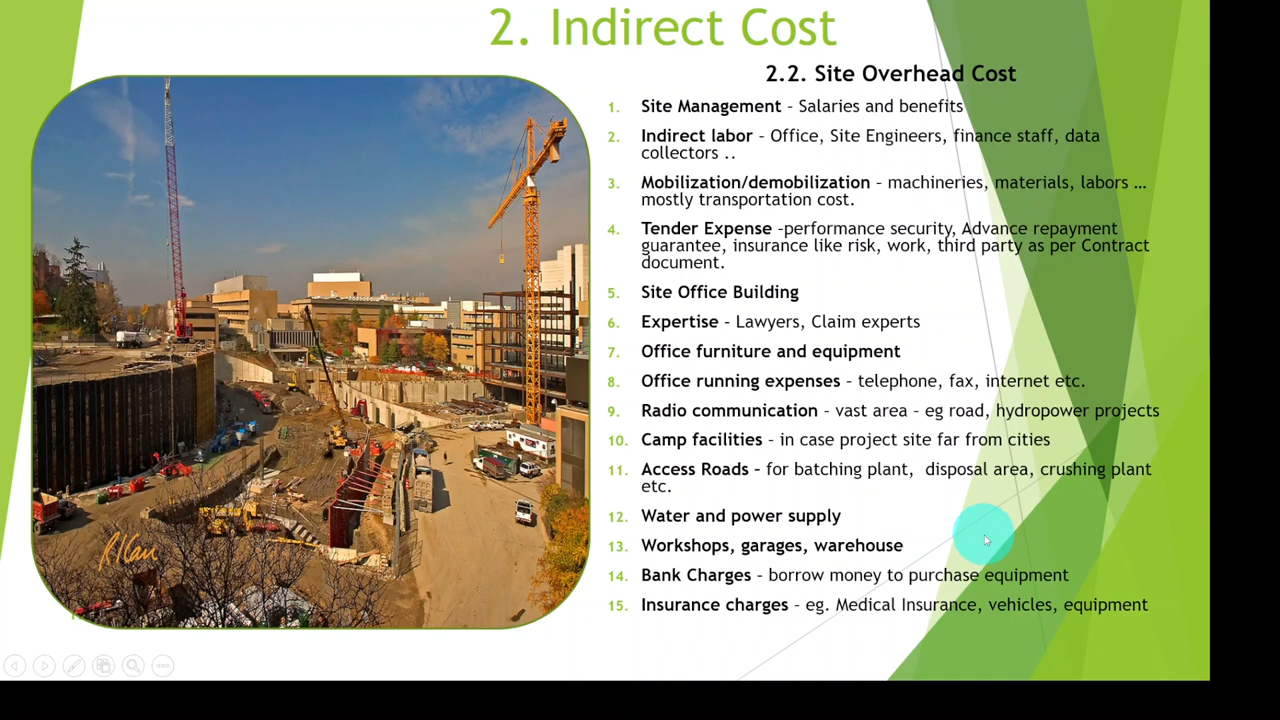 2. Indirect Cost
2.2. Site Overhead Cost
1. Site Management – Salaries and benefits
2. Indirect labor – Office, Site Engineers, finance staff, data
collectors ..
3. Mobilization/demobilization – machineries, materials, labors …
mostly transportation cost.
4. Tender Expense –performance security, Advance repayment
guarantee, insurance like risk, work, third party as per Contract
document.
5. Site Office Building
6. Expertise – Lawyers, Claim experts
7. Office furniture and equipment
8. Office running expenses – telephone, fax, internet etc.
9. Radio communication – vast area – eg road, hydropower projects
10. Camp facilities – in case project site far from cities
11. Access Roads – for batching plant, disposal area, crushing plant
etc.
12. Water and power supply
13. Workshops, garages, warehouse
14. Bank Charges – borrow money to purchase equipment
15. Insurance charges – eg. Medical Insurance, vehicles, equipment